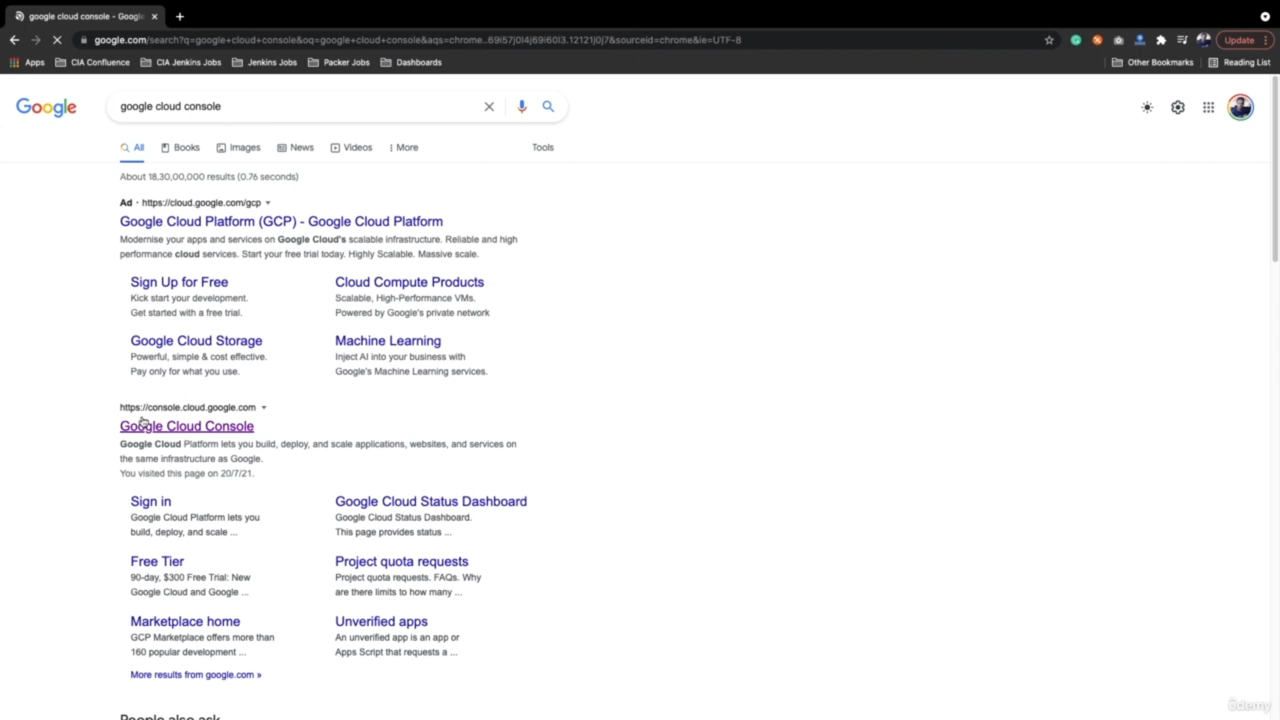 google cloud console - Google
google.com/search?q=google+cloud+console&oq=google+cloud+console&aqs=chrome..69i57j0l4j69i60l3.12121j0j7&sourceid=chrome&ie=UTF-8
Update
Apps
CIA Confluence
CIA Jenkins Jobs
Jenkins Jobs
Packer Jobs
Dashboards
Other Bookmarks
Reading List
Google
google cloud console
All
Books
Images
News
Videos
More
Tools
About 18,30,00,000 results (0.76 seconds)
Ad · https://cloud.google.com/gcp
Google Cloud Platform (GCP) - Google Cloud Platform
Modernise your apps and services on Google Cloud's scalable infrastructure. Reliable and high
performance cloud services. Start your free trial today. Highly Scalable. Massive scale.
Sign Up for Free
Kick start your development.
Get started with a free trial.
Cloud Compute Products
Scalable, High-Performance VMs.
Powered by Google's private network
Google Cloud Storage
Powerful, simple & cost effective.
Pay only for what you use.
Machine Learning
Inject AI into your business with
Google's Machine Learning services.
https://console.cloud.google.com
Google Cloud Console
Google Cloud Platform lets you build, deploy, and scale applications, websites, and services on
the same infrastructure as Google.
You visited this page on 20/7/21.
Sign in
Google Cloud Platform lets you
build, deploy, and scale ...
Google Cloud Status Dashboard
Google Cloud Status Dashboard.
This page provides status ...
Free Tier
90-day, $300 Free Trial: New
Google Cloud and Google ...
Project quota requests
Project quota requests. FAQs. Why
are there limits to how many ...
Marketplace home
GCP Marketplace offers more than
160 popular development ...
Unverified apps
An unverified app is an app or
Apps Script that requests a ...
More results from google.com »
People also ask
ûdemy